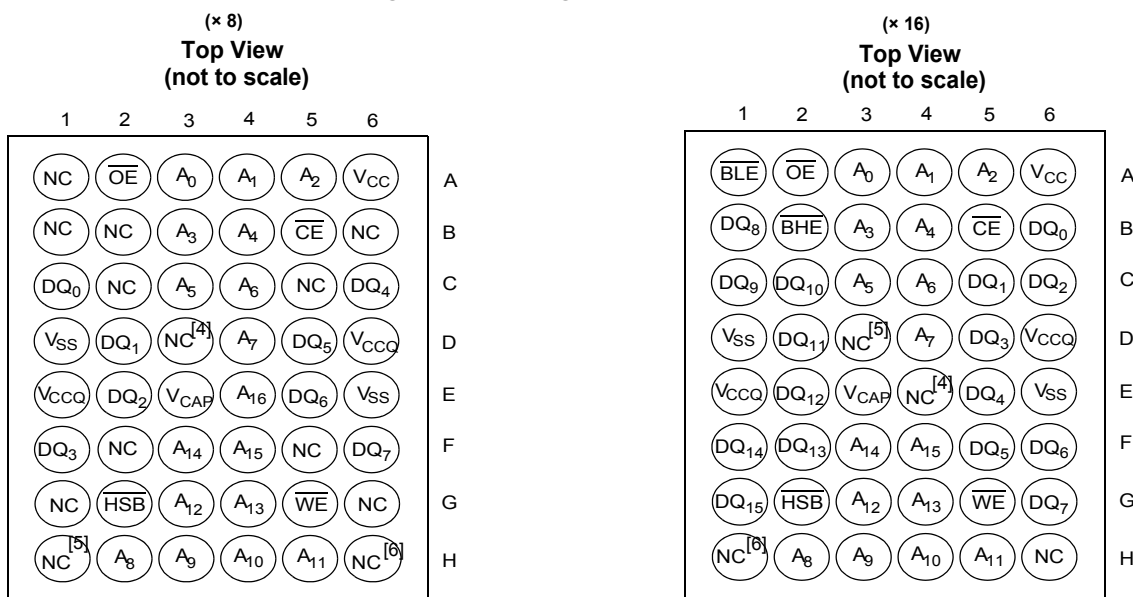 (× 8)
Top View
(not to scale)
1 2 3 4 5 6
NC OE A0 A1 A2 VCC A
NC NC A3 A4 CE NC B
DQ0 NC A5 A6 NC DQ4 C
VSS DQ1 NC[4] A7 DQ5 VCCQ D
VCCQ DQ2 VCAP A16 DQ6 VSS E
DQ3 NC A14 A15 NC DQ7 F
NC HSB A12 A13 WE NC G
NC[5] A8 A9 A10 A11 NC[6] H
(× 16)
Top View
(not to scale)
1 2 3 4 5 6
BLE OE A0 A1 A2 VCC A
DQ8 BHE A3 A4 CE DQ0 B
DQ9 DQ10 A5 A6 DQ1 DQ2 C
VSS DQ11 NC[5] A7 DQ3 VCCQ D
VCCQ DQ12 VCAP NC[4] DQ4 VSS E
DQ14 DQ13 A14 A15 DQ5 DQ6 F
DQ15 HSB A12 A13 WE DQ7 G
NC[6] A8 A9 A10 A11 NC H